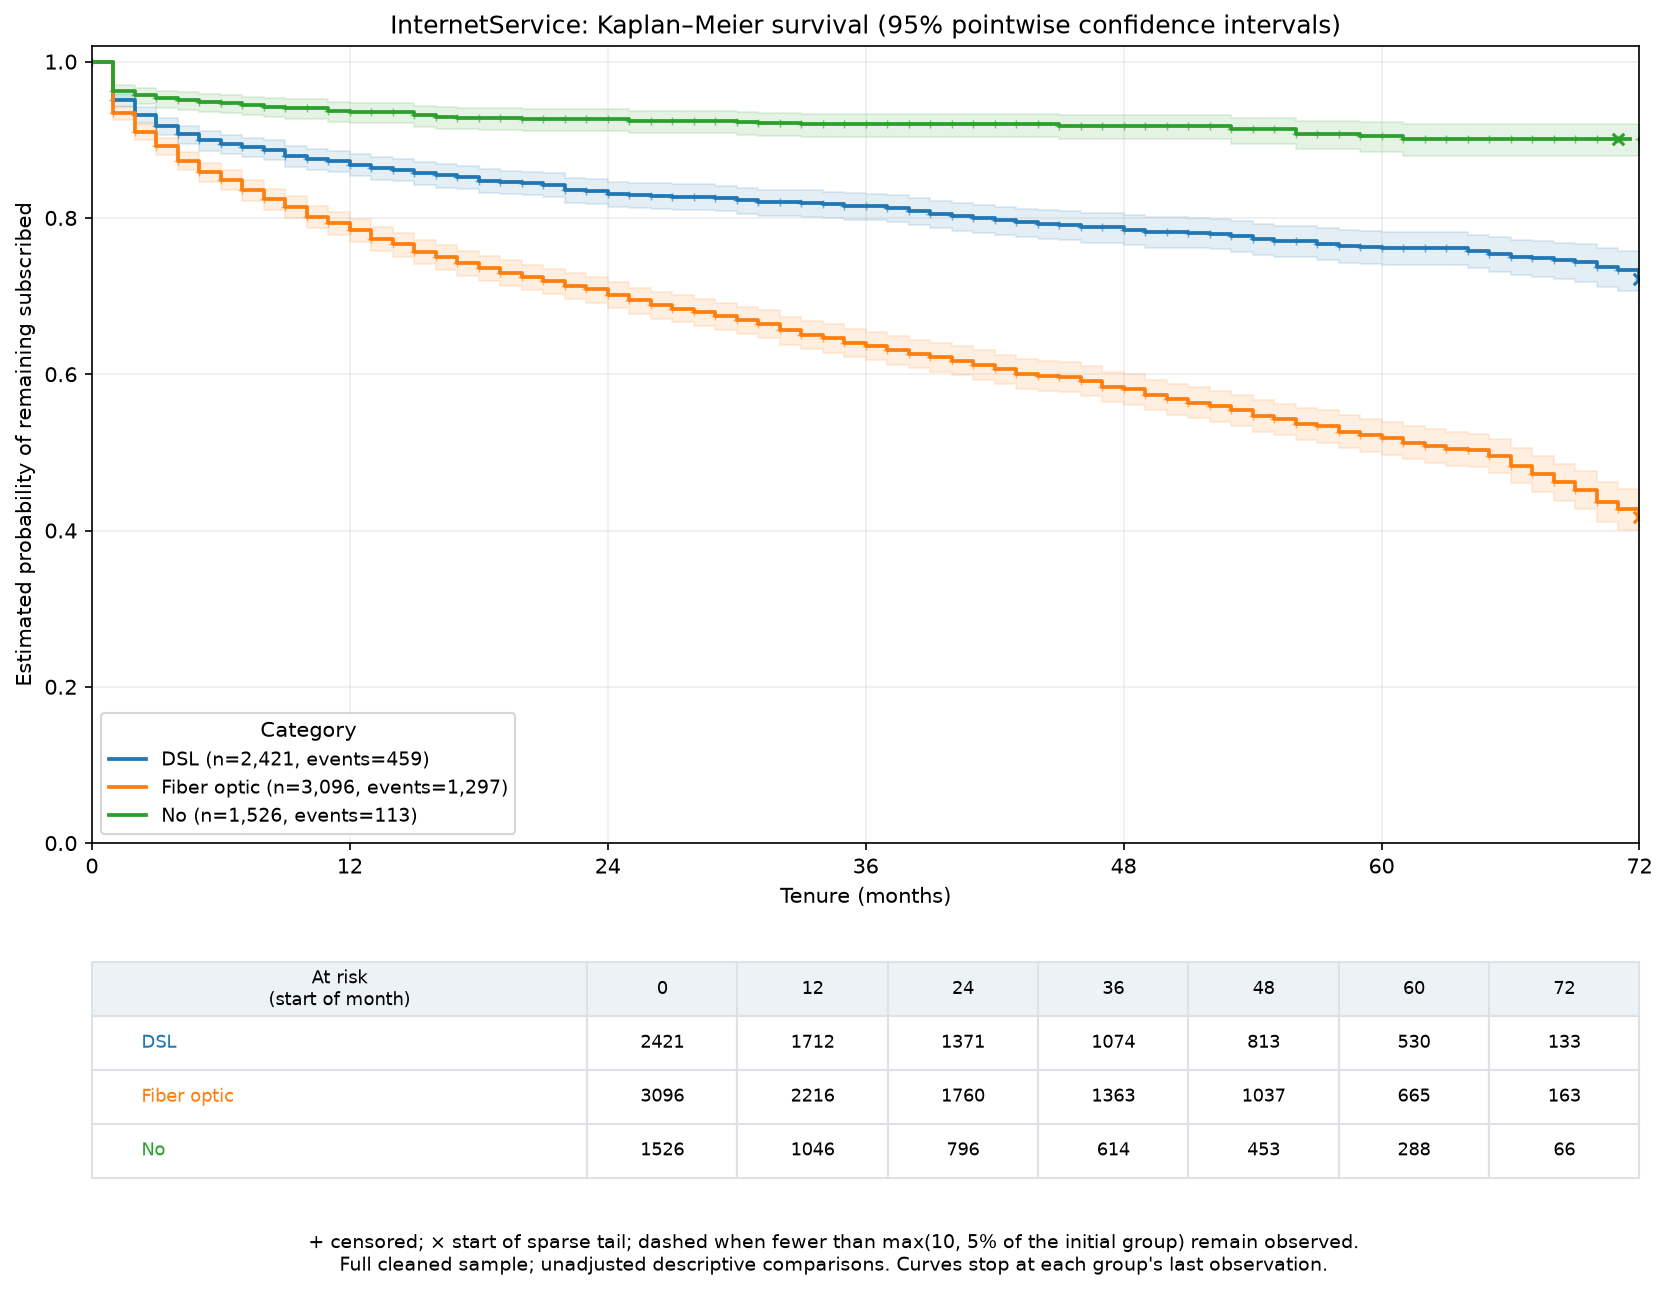 InternetService: Kaplan–Meier survival (95% pointwise confidence intervals)
Estimated probability of remaining subscribed
1.0
0.8
0.6
0.4
0.2
0.0
Category
DSL (n=2,421, events=459)
Fiber optic (n=3,096, events=1,297)
No (n=1,526, events=113)
0 12 24 36 48 60 72
Tenure (months)
At risk
(start of month) 0 12 24 36 48 60 72
DSL 2421 1712 1371 1074 813 530 133
Fiber optic 3096 2216 1760 1363 1037 665 163
No 1526 1046 796 614 453 288 66
+ censored; × start of sparse tail; dashed when fewer than max(10, 5% of the initial group) remain observed.
Full cleaned sample; unadjusted descriptive comparisons. Curves stop at each group's last observation.